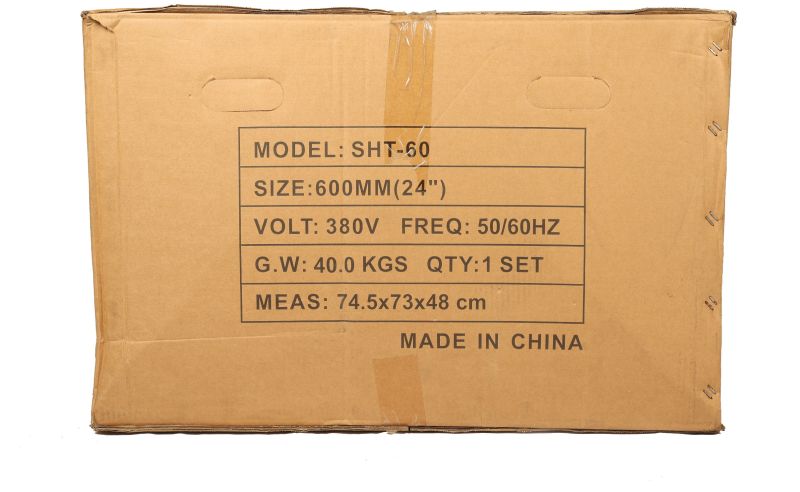 MODEL: SHT-60
SIZE:600MM(24")
VOLT: 380V FREQ: 50/60HZ
G.W: 40.0 KGS QTY:1 SET
MEAS: 74.5x73x48 cm
MADE IN CHINA